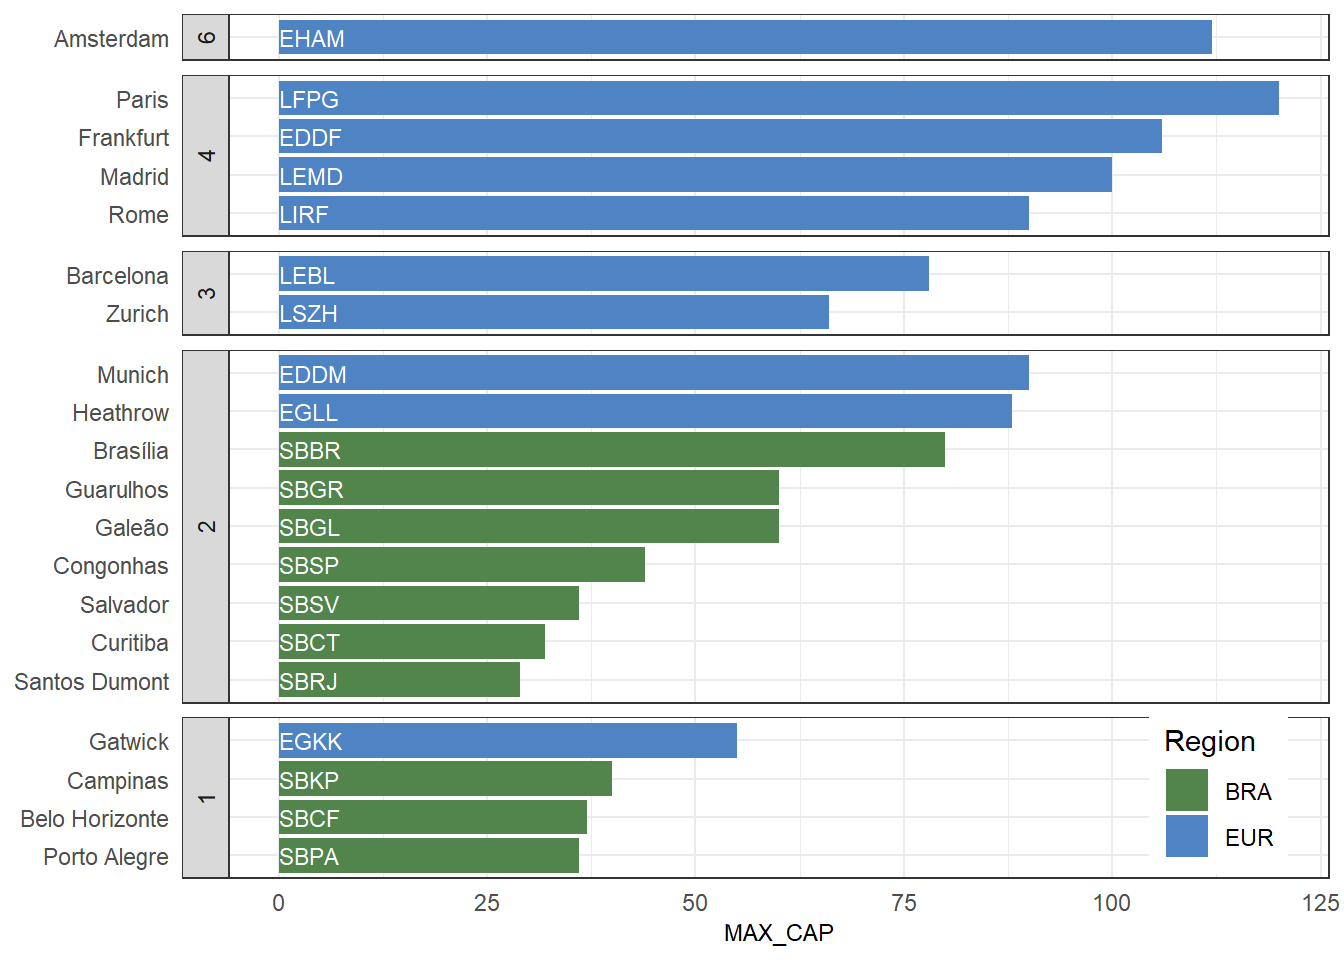 Amsterdam 6 EHAM
Paris LFPG
Frankfurt EDDF
4
Madrid LEMD
Rome LIRF
Barcelona LEBL
3
Zurich LSZH
Munich EDDM
Heathrow EGLL
Brasília SBBR
Guarulhos SBGR
2
Galeão SBGL
Congonhas SBSP
Salvador SBSV
Curitiba SBCT
Santos Dumont SBRJ
Gatwick EGKK
Campinas SBKP
1
Belo Horizonte SBCF
Porto Alegre SBPA
Region
BRA
EUR
0 25 50 75 100 125
MAX_CAP